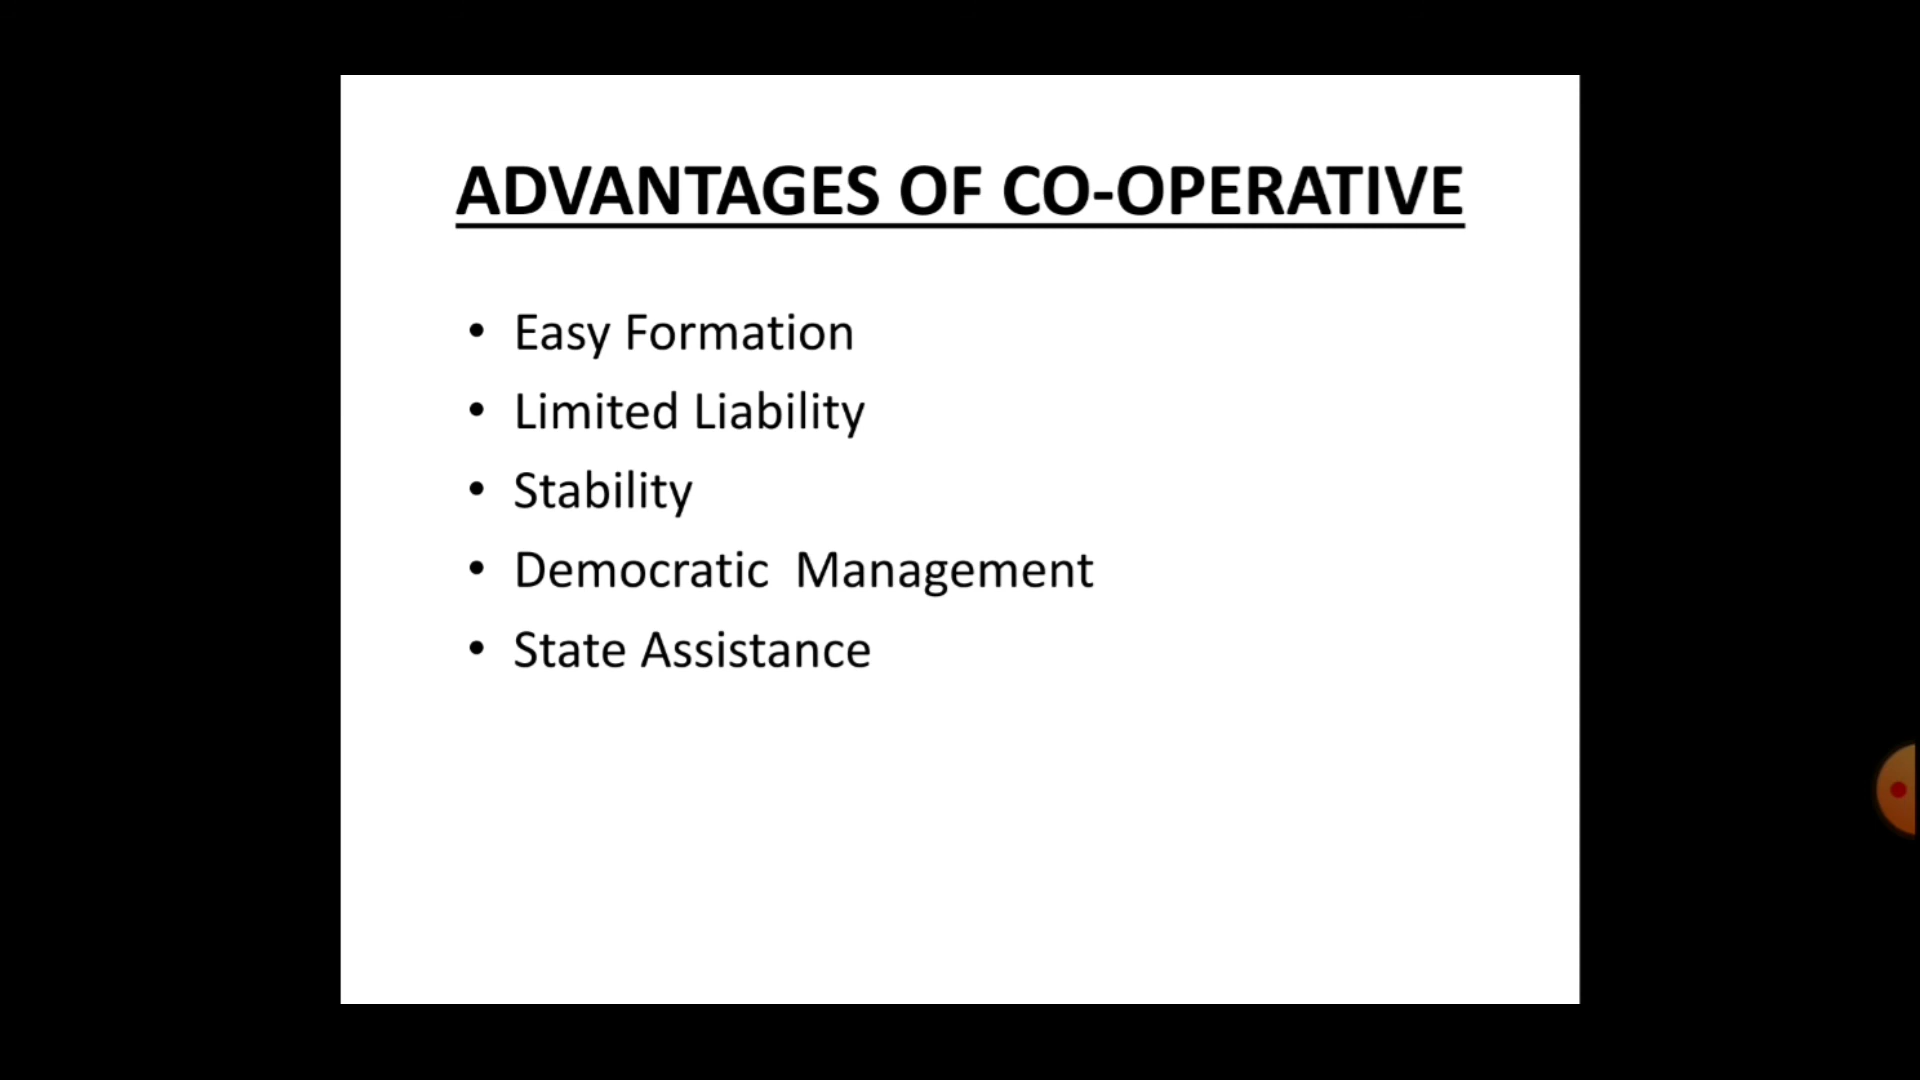 ADVANTAGES OF CO-OPERATIVE
• Easy Formation
• Limited Liability
• Stability
• Democratic  Management
• State Assistance